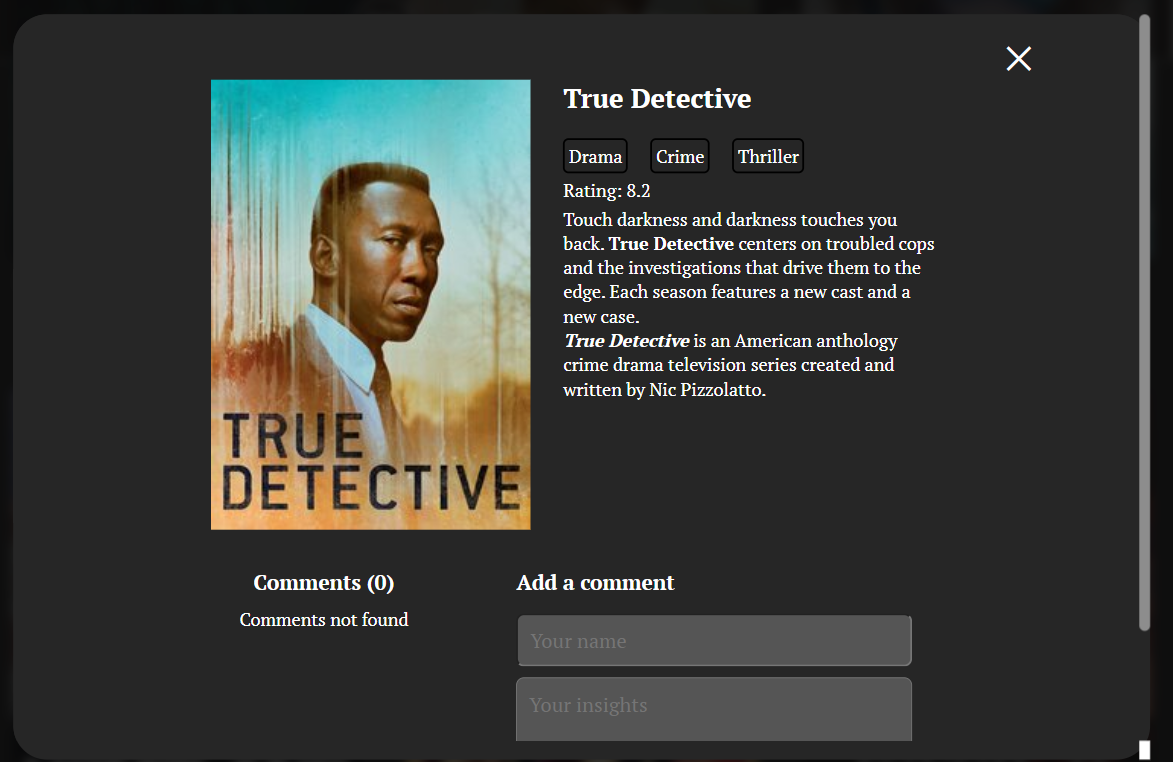 True Detective
Drama Crime Thriller
Rating: 8.2
Touch darkness and darkness touches you
back. True Detective centers on troubled cops
and the investigations that drive them to the
edge. Each season features a new cast and a
new case.
True Detective is an American anthology
crime drama television series created and
written by Nic Pizzolatto.
TRUE
DETECTIVE
Comments (0)
Comments not found
Add a comment
Your name
Your insights